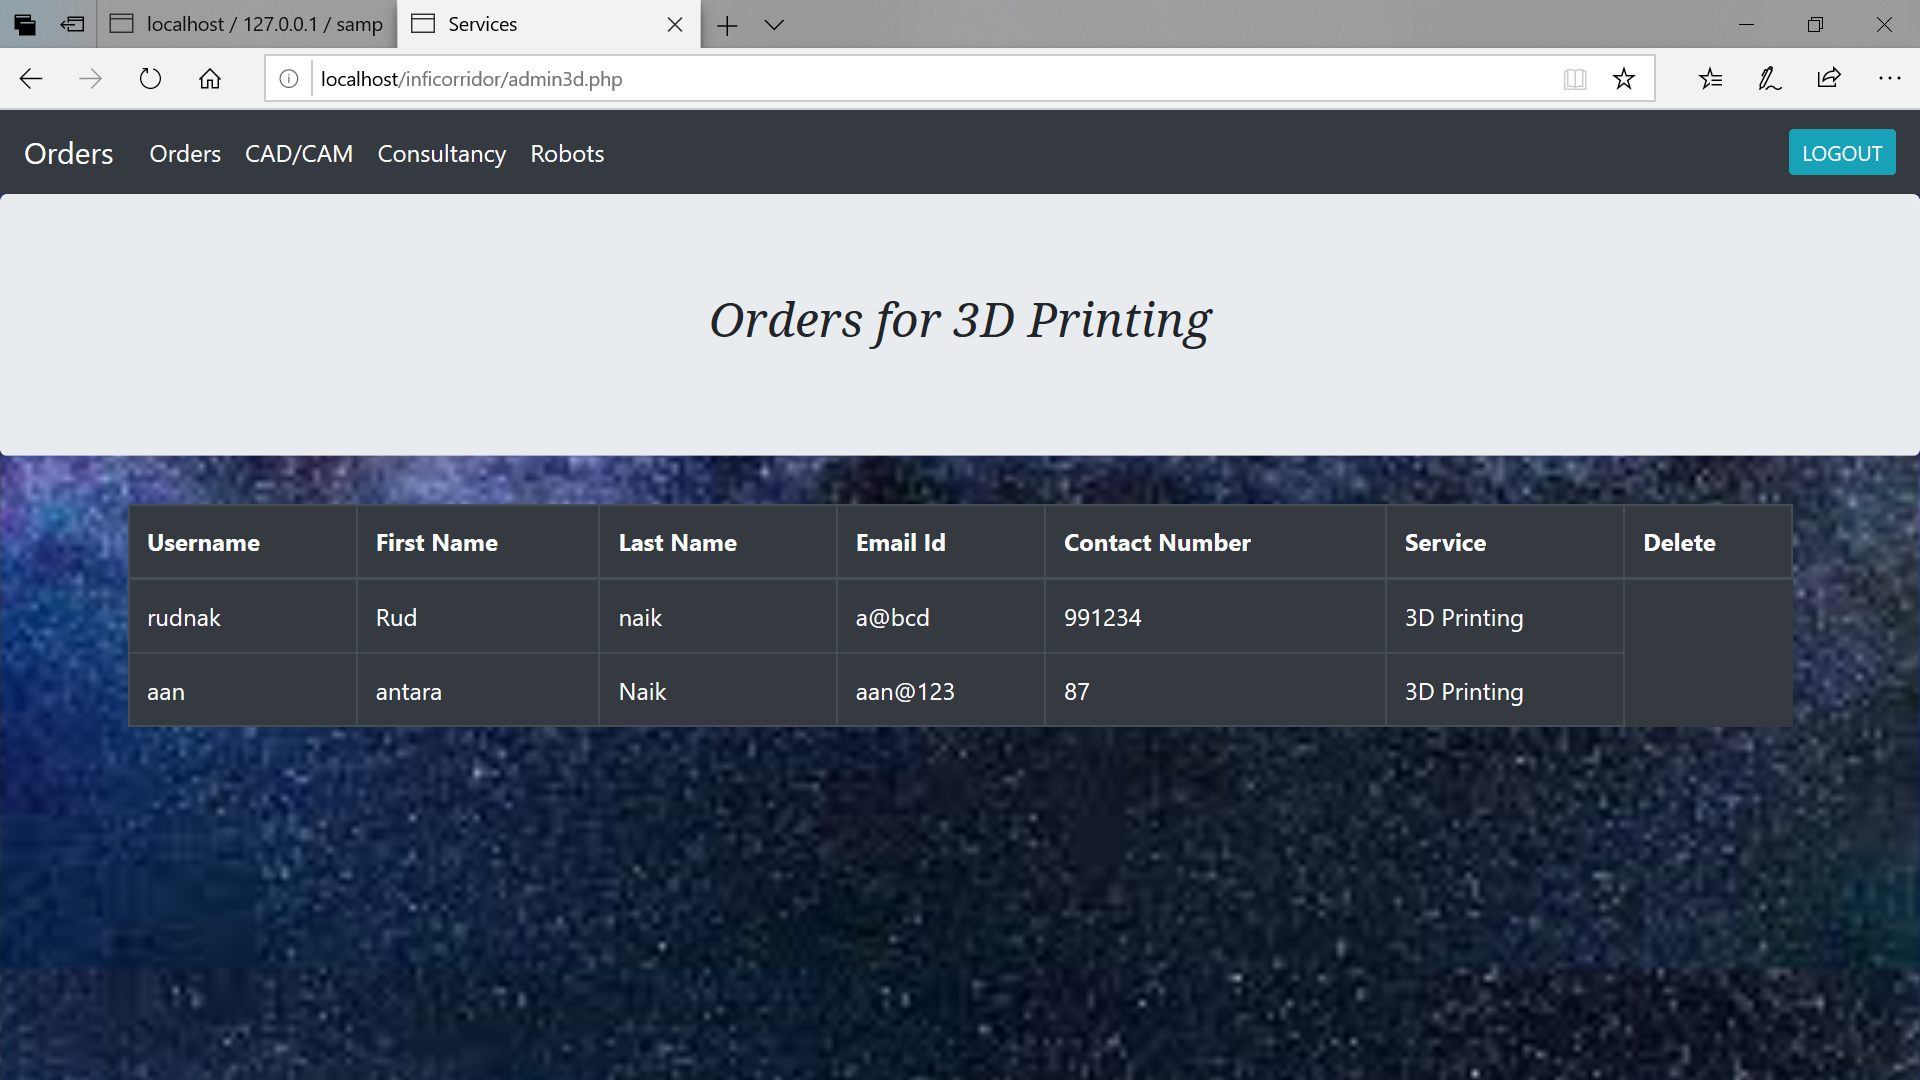 localhost / 127.0.0.1 / samp
Services
localhost/inficorridor/admin3d.php
Orders Orders CAD/CAM Consultancy Robots LOGOUT
Orders for 3D Printing
Username First Name Last Name Email Id Contact Number Service Delete
rudnak Rud naik a@bcd 991234 3D Printing
aan antara Naik aan@123 87 3D Printing